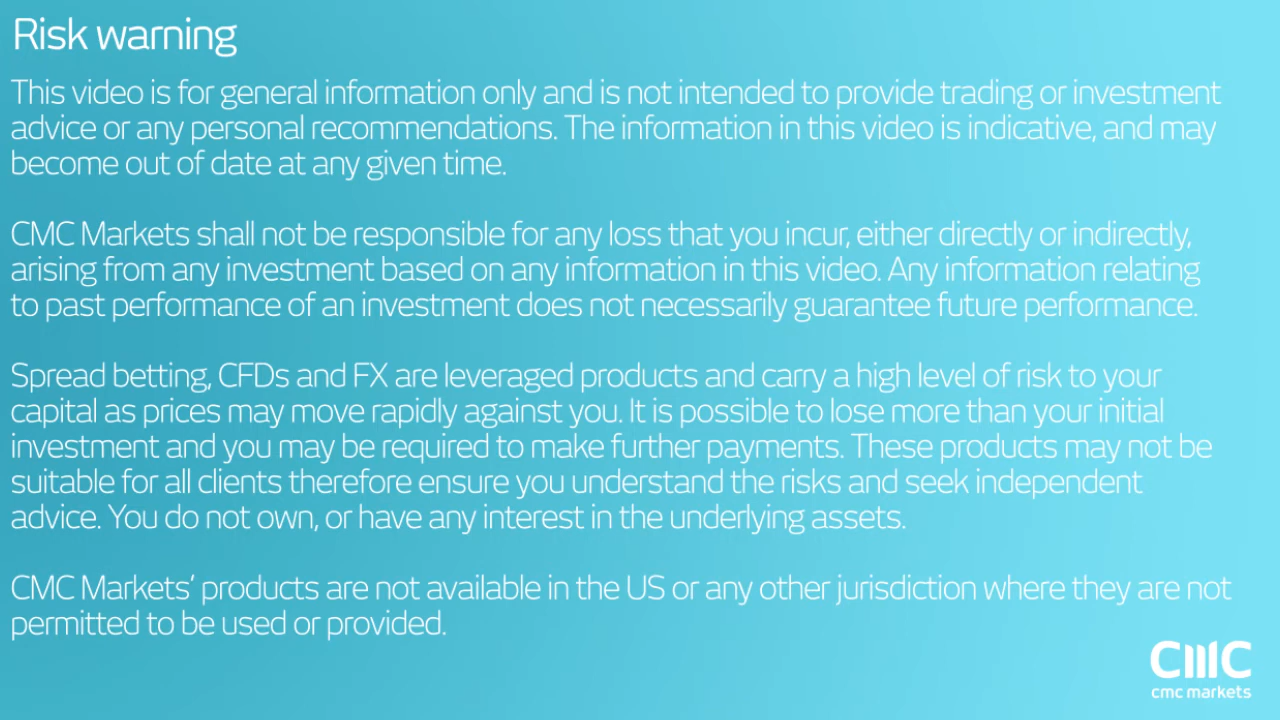 Risk warning
This video is for general information only and is not intended to provide trading or investment
advice or any personal recommendations. The information in this video is indicative, and may
become out of date at any given time.
CMC Markets shall not be responsible for any loss that you incur, either directly or indirectly,
arising from any investment based on any information in this video. Any information relating
to past performance of an investment does not necessarily guarantee future performance.
Spread betting, CFDs and FX are leveraged products and carry a high level of risk to your
capital as prices may move rapidly against you. It is possible to lose more than your initial
investment and you may be required to make further payments. These products may not be
suitable for all clients therefore ensure you understand the risks and seek independent
advice. You do not own, or have any interest in the underlying assets.
CMC Markets’ products are not available in the US or any other jurisdiction where they are not
permitted to be used or provided.
CMC
cmc markets